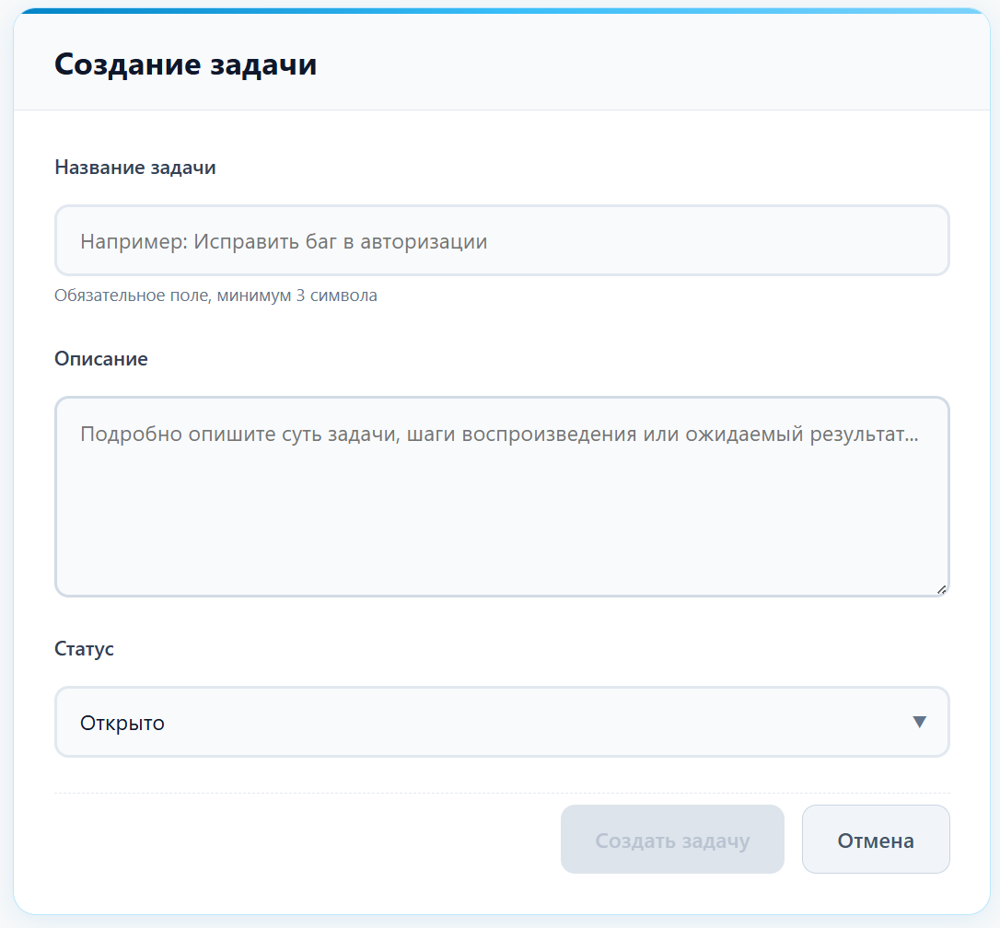 Создание задачи
Название задачи
Например: Исправить баг в авторизации
Обязательное поле, минимум 3 символа
Описание
Подробно опишите суть задачи, шаги воспроизведения или ожидаемый результат...
Статус
Открыто
Создать задачу
Отмена